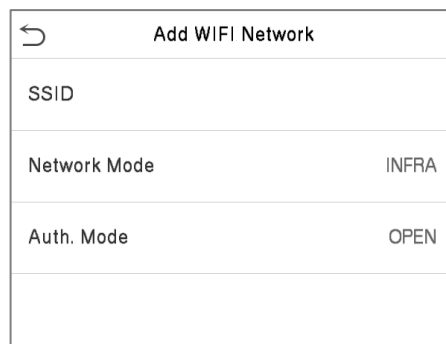 Add WIFI Network
SSID
Network Mode INFRA
Auth. Mode OPEN